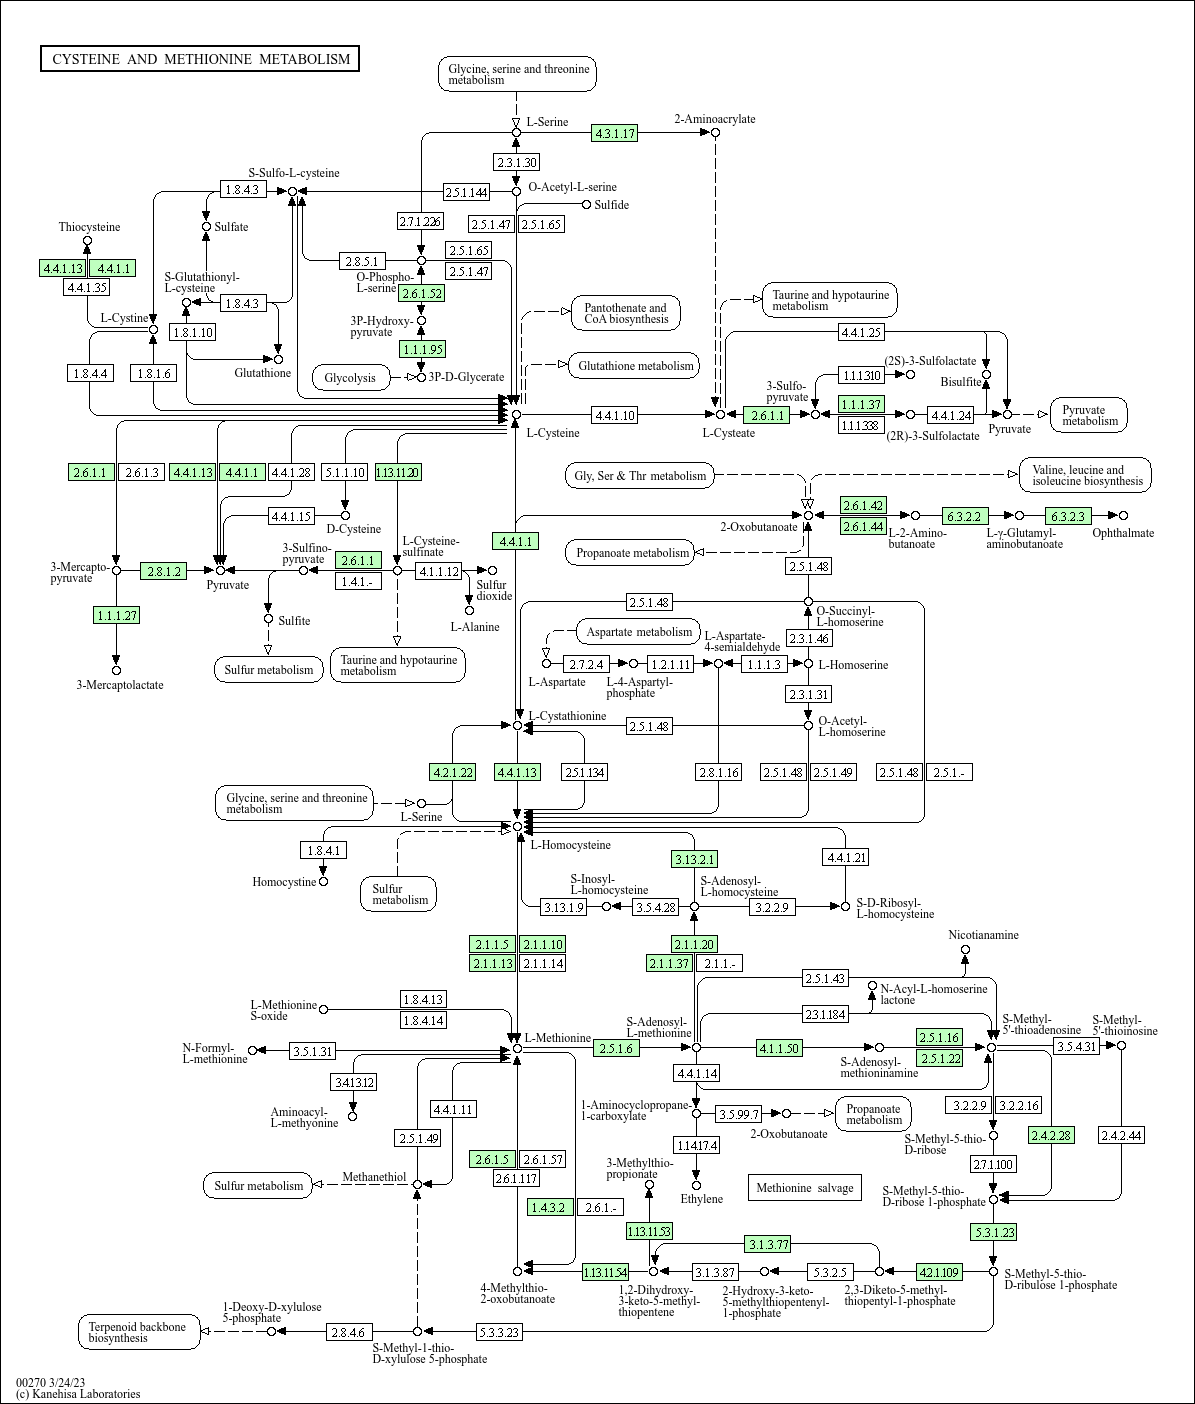 CYSTEINE AND METHIONINE METABOLISM
Glycine, serine and threonine
metabolism
L-Serine
4.3.1.17
2-Aminoacrylate
2.3.1.30
S-Sulfo-L-cysteine
1.8.4.3
2.5.1.144
O-Acetyl-L-serine
Sulfide
Thiocysteine
Sulfate
2.7.1.226
2.5.1.47
2.5.1.65
4.4.1.13
4.4.1.1
4.4.1.35
2.8.5.1
2.5.1.65
2.5.1.47
S-Glutathionyl-
L-cysteine
O-Phospho-
L-serine
2.6.1.52
1.8.4.3
L-Cystine
1.8.1.10
3P-Hydroxy-
pyruvate
Pantothenate and
CoA biosynthesis
Taurine and hypotaurine
metabolism
4.4.1.25
1.1.1.95
Glutathione
1.8.4.4
1.8.1.6
Glycolysis
3P-D-Glycerate
Glutathione metabolism
(2S)-3-Sulfolactate
1.1.1.310
Bisulfite
3-Sulfo-
pyruvate
4.4.1.10
2.6.1.1
1.1.1.37
1.1.1.338
4.4.1.24
Pyruvate
metabolism
L-Cysteine
L-Cysteate
(2R)-3-Sulfolactate
Pyruvate
2.6.1.1
2.6.1.3
4.4.1.13
4.4.1.1
4.4.1.28
5.1.1.10
1.13.11.20
Gly, Ser & Thr metabolism
Valine, leucine and
isoleucine biosynthesis
4.4.1.15
D-Cysteine
2-Oxobutanoate
2.6.1.42
2.6.1.44
6.3.2.2
6.3.2.3
L-2-Amino-
butanoate
L-γ-Glutamyl-
aminobutanoate
Ophthalmate
4.4.1.1
Propanoate metabolism
3-Sulfino-
pyruvate
L-Cysteine-
sulfinate
2.6.1.1
1.4.1.-
4.1.1.12
2.5.1.48
3-Mercapto-
pyruvate
2.8.1.2
Pyruvate
Sulfur
dioxide
1.1.1.27
Sulfite
L-Alanine
2.5.1.48
O-Succinyl-
L-homoserine
Aspartate metabolism
L-Aspartate-
4-semialdehyde
2.3.1.46
Sulfur metabolism
Taurine and hypotaurine
metabolism
2.7.2.4
1.2.1.11
1.1.1.3
L-Homoserine
3-Mercaptolactate
L-Aspartate
L-4-Aspartyl-
phosphate
2.3.1.31
L-Cystathionine
2.5.1.48
O-Acetyl-
L-homoserine
4.2.1.22
4.4.1.13
2.5.1.134
2.8.1.16
2.5.1.48
2.5.1.49
2.5.1.48
2.5.1.-
Glycine, serine and threonine
metabolism
L-Serine
1.8.4.1
L-Homocysteine
3.13.2.1
4.4.1.21
Homocystine
Sulfur
metabolism
S-Inosyl-
L-homocysteine
S-Adenosyl-
L-homocysteine
3.13.1.9
3.5.4.28
3.2.2.9
S-D-Ribosyl-
L-homocysteine
2.1.1.5
2.1.1.10
2.1.1.13
2.1.1.14
2.1.1.20
2.1.1.37
2.1.1.-
Nicotianamine
2.5.1.43
N-Acyl-L-homoserine
lactone
L-Methionine
S-oxide
1.8.4.13
1.8.4.14
2.3.1.184
L-Methionine
S-Adenosyl-
L-methionine
S-Methyl-
5'-thioadenosine
S-Methyl-
5'-thioinosine
N-Formyl-
L-methionine
3.5.1.31
2.5.1.6
4.1.1.50
2.5.1.16
2.5.1.22
3.5.4.31
S-Adenosyl-
methioninamine
3.4.13.12
4.4.1.14
Aminoacyl-
L-methyonine
4.4.1.11
1-Aminocyclopropane-
1-carboxylate
3.5.99.7
2-Oxobutanoate
Propanoate
metabolism
3.2.2.9
3.2.2.16
2.5.1.49
1.14.17.4
S-Methyl-5-thio-
D-ribose
2.4.2.28
2.4.2.44
2.6.1.5
2.6.1.57
2.6.1.117
2.7.1.100
Methanethiol
Sulfur metabolism
3-Methylthio-
propionate
Ethylene
Methionine salvage
S-Methyl-5-thio-
D-ribose 1-phosphate
1.4.3.2
2.6.1.-
1.13.11.53
5.3.1.23
3.1.3.77
1.13.11.54
3.1.3.87
5.3.2.5
4.2.1.109
4-Methylthio-
2-oxobutanoate
1,2-Dihydroxy-
3-keto-5-methyl-
thiopentene
2-Hydroxy-3-keto-
5-methylthiopentenyl-
1-phosphate
2,3-Diketo-5-methyl-
thiopentyl-1-phosphate
S-Methyl-5-thio-
D-ribulose 1-phosphate
1-Deoxy-D-xylulose
5-phosphate
Terpenoid backbone
biosynthesis
2.8.4.6
5.3.3.23
S-Methyl-1-thio-
D-xylulose 5-phosphate
00270 3/24/23
(c) Kanehisa Laboratories